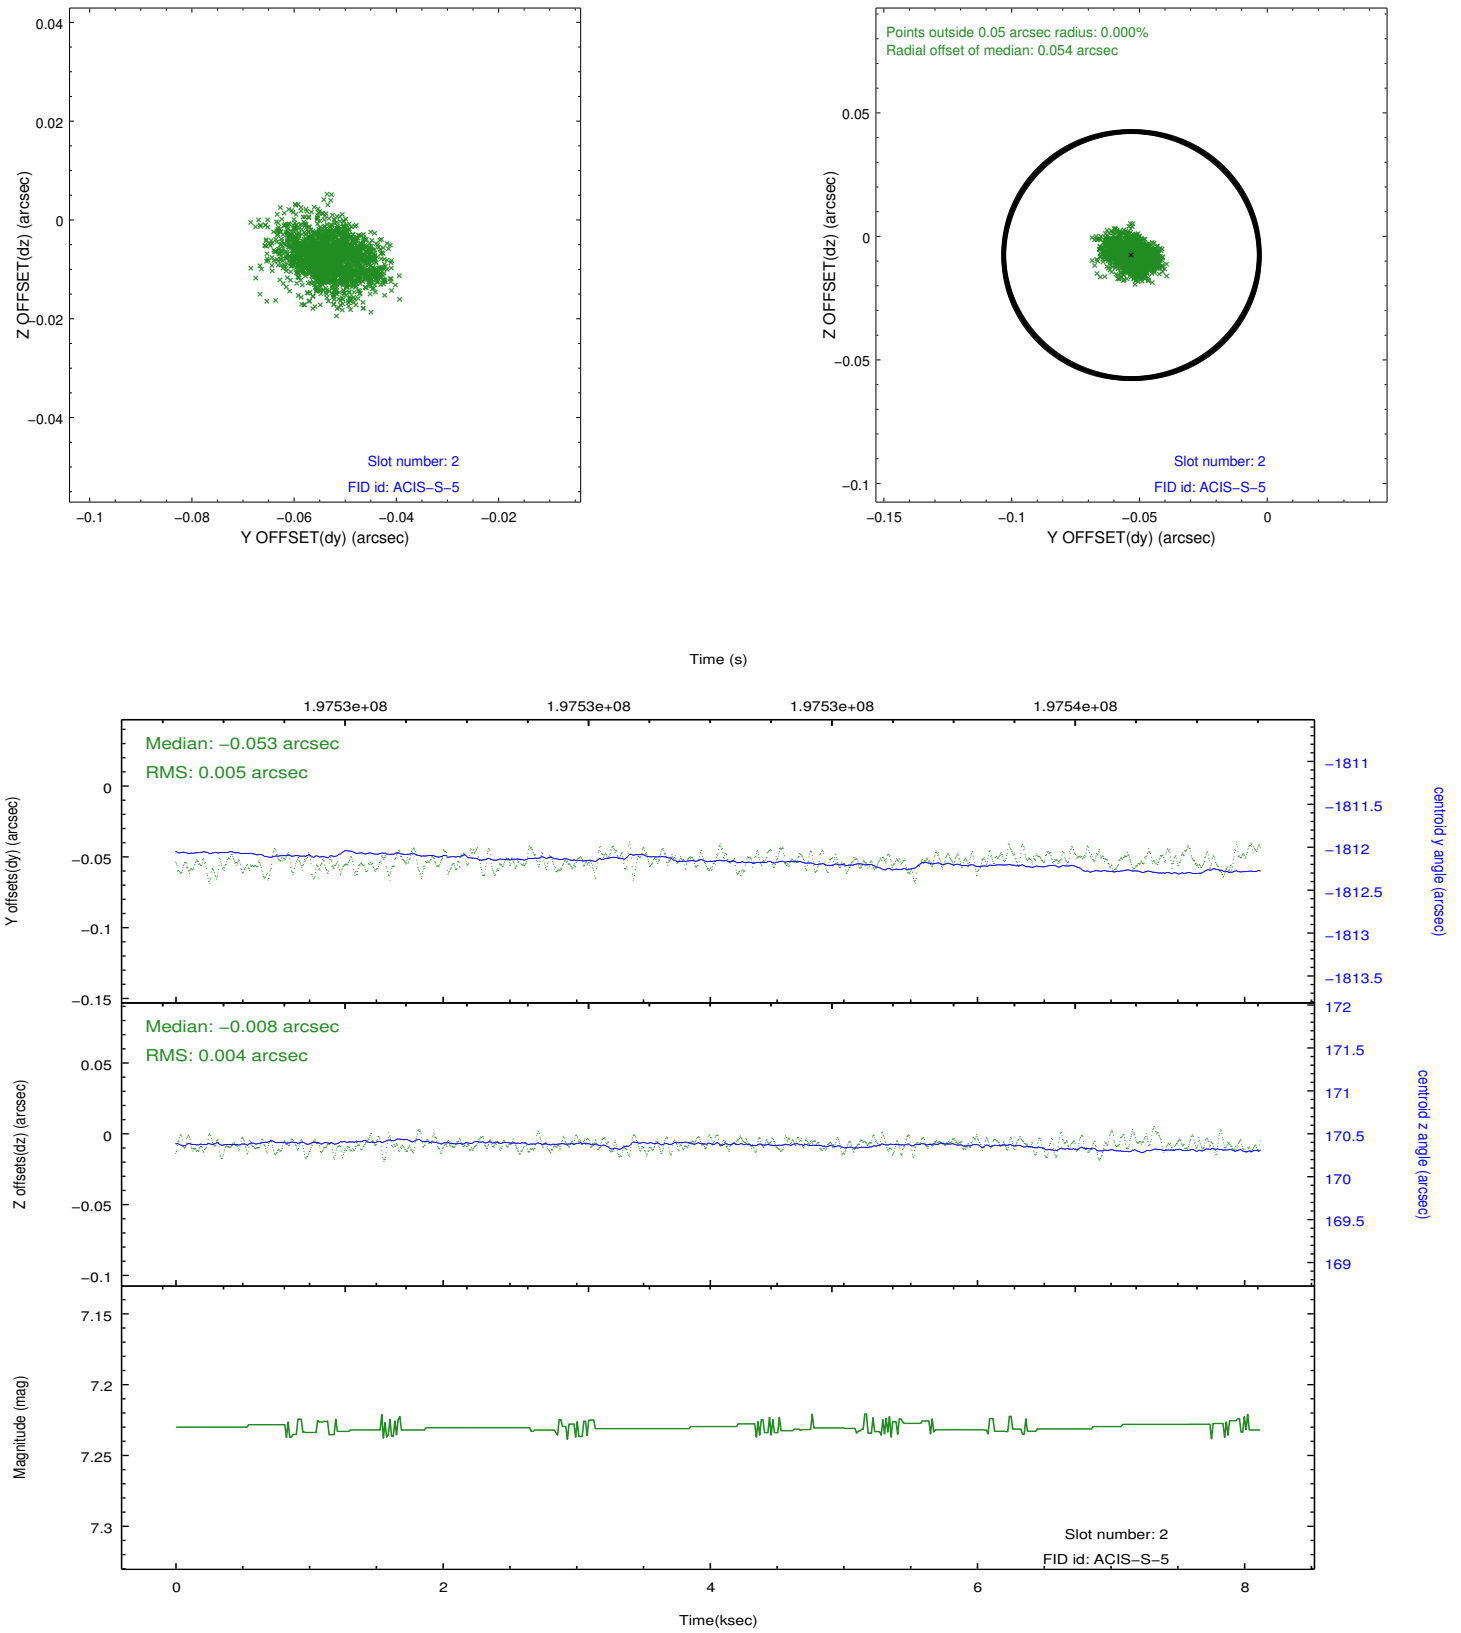 0.04
0.02
0
−0.02
−0.04
Z OFFSET(dz) (arcsec)
Slot number: 2
FID id: ACIS−S−5
−0.1
−0.08
−0.06
−0.04
−0.02
Y OFFSET(dy) (arcsec)
Points outside 0.05 arcsec radius: 0.000%
Radial offset of median: 0.054 arcsec
0.05
0
−0.05
−0.1
Z OFFSET(dz) (arcsec)
Slot number: 2
FID id: ACIS−S−5
−0.15
−0.1
−0.05
0
Y OFFSET(dy) (arcsec)
Time (s)
1.9753e+08
1.9753e+08
1.9753e+08
1.9754e+08
Median: −0.053 arcsec
RMS: 0.005 arcsec
0
−0.05
−0.1
−0.15
Y offsets(dy) (arcsec)
−1811
−1811.5
−1812
−1812.5
−1813
−1813.5
centroid y angle (arcsec)
Median: −0.008 arcsec
RMS: 0.004 arcsec
0.05
0
−0.05
−0.1
Z offsets(dz) (arcsec)
172
171.5
171
170.5
170
169.5
169
centroid z angle (arcsec)
7.15
7.2
7.25
7.3
Magnitude (mag)
Slot number: 2
FID id: ACIS−S−5
0
2
4
6
8
Time(ksec)